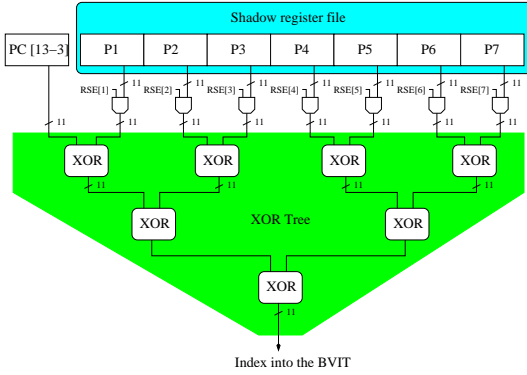 Shadow register file
PC [13–3] P1 P2 P3 P4 P5 P6 P7
11 11 11 11 11 11 11
RSE[1] RSE[2] RSE[3] RSE[4] RSE[5] RSE[6] RSE[7]
11 11 11 11 11 11 11 11
XOR XOR XOR XOR
11 11 11 11
XOR XOR Tree XOR
XOR
11
Index into the BVIT